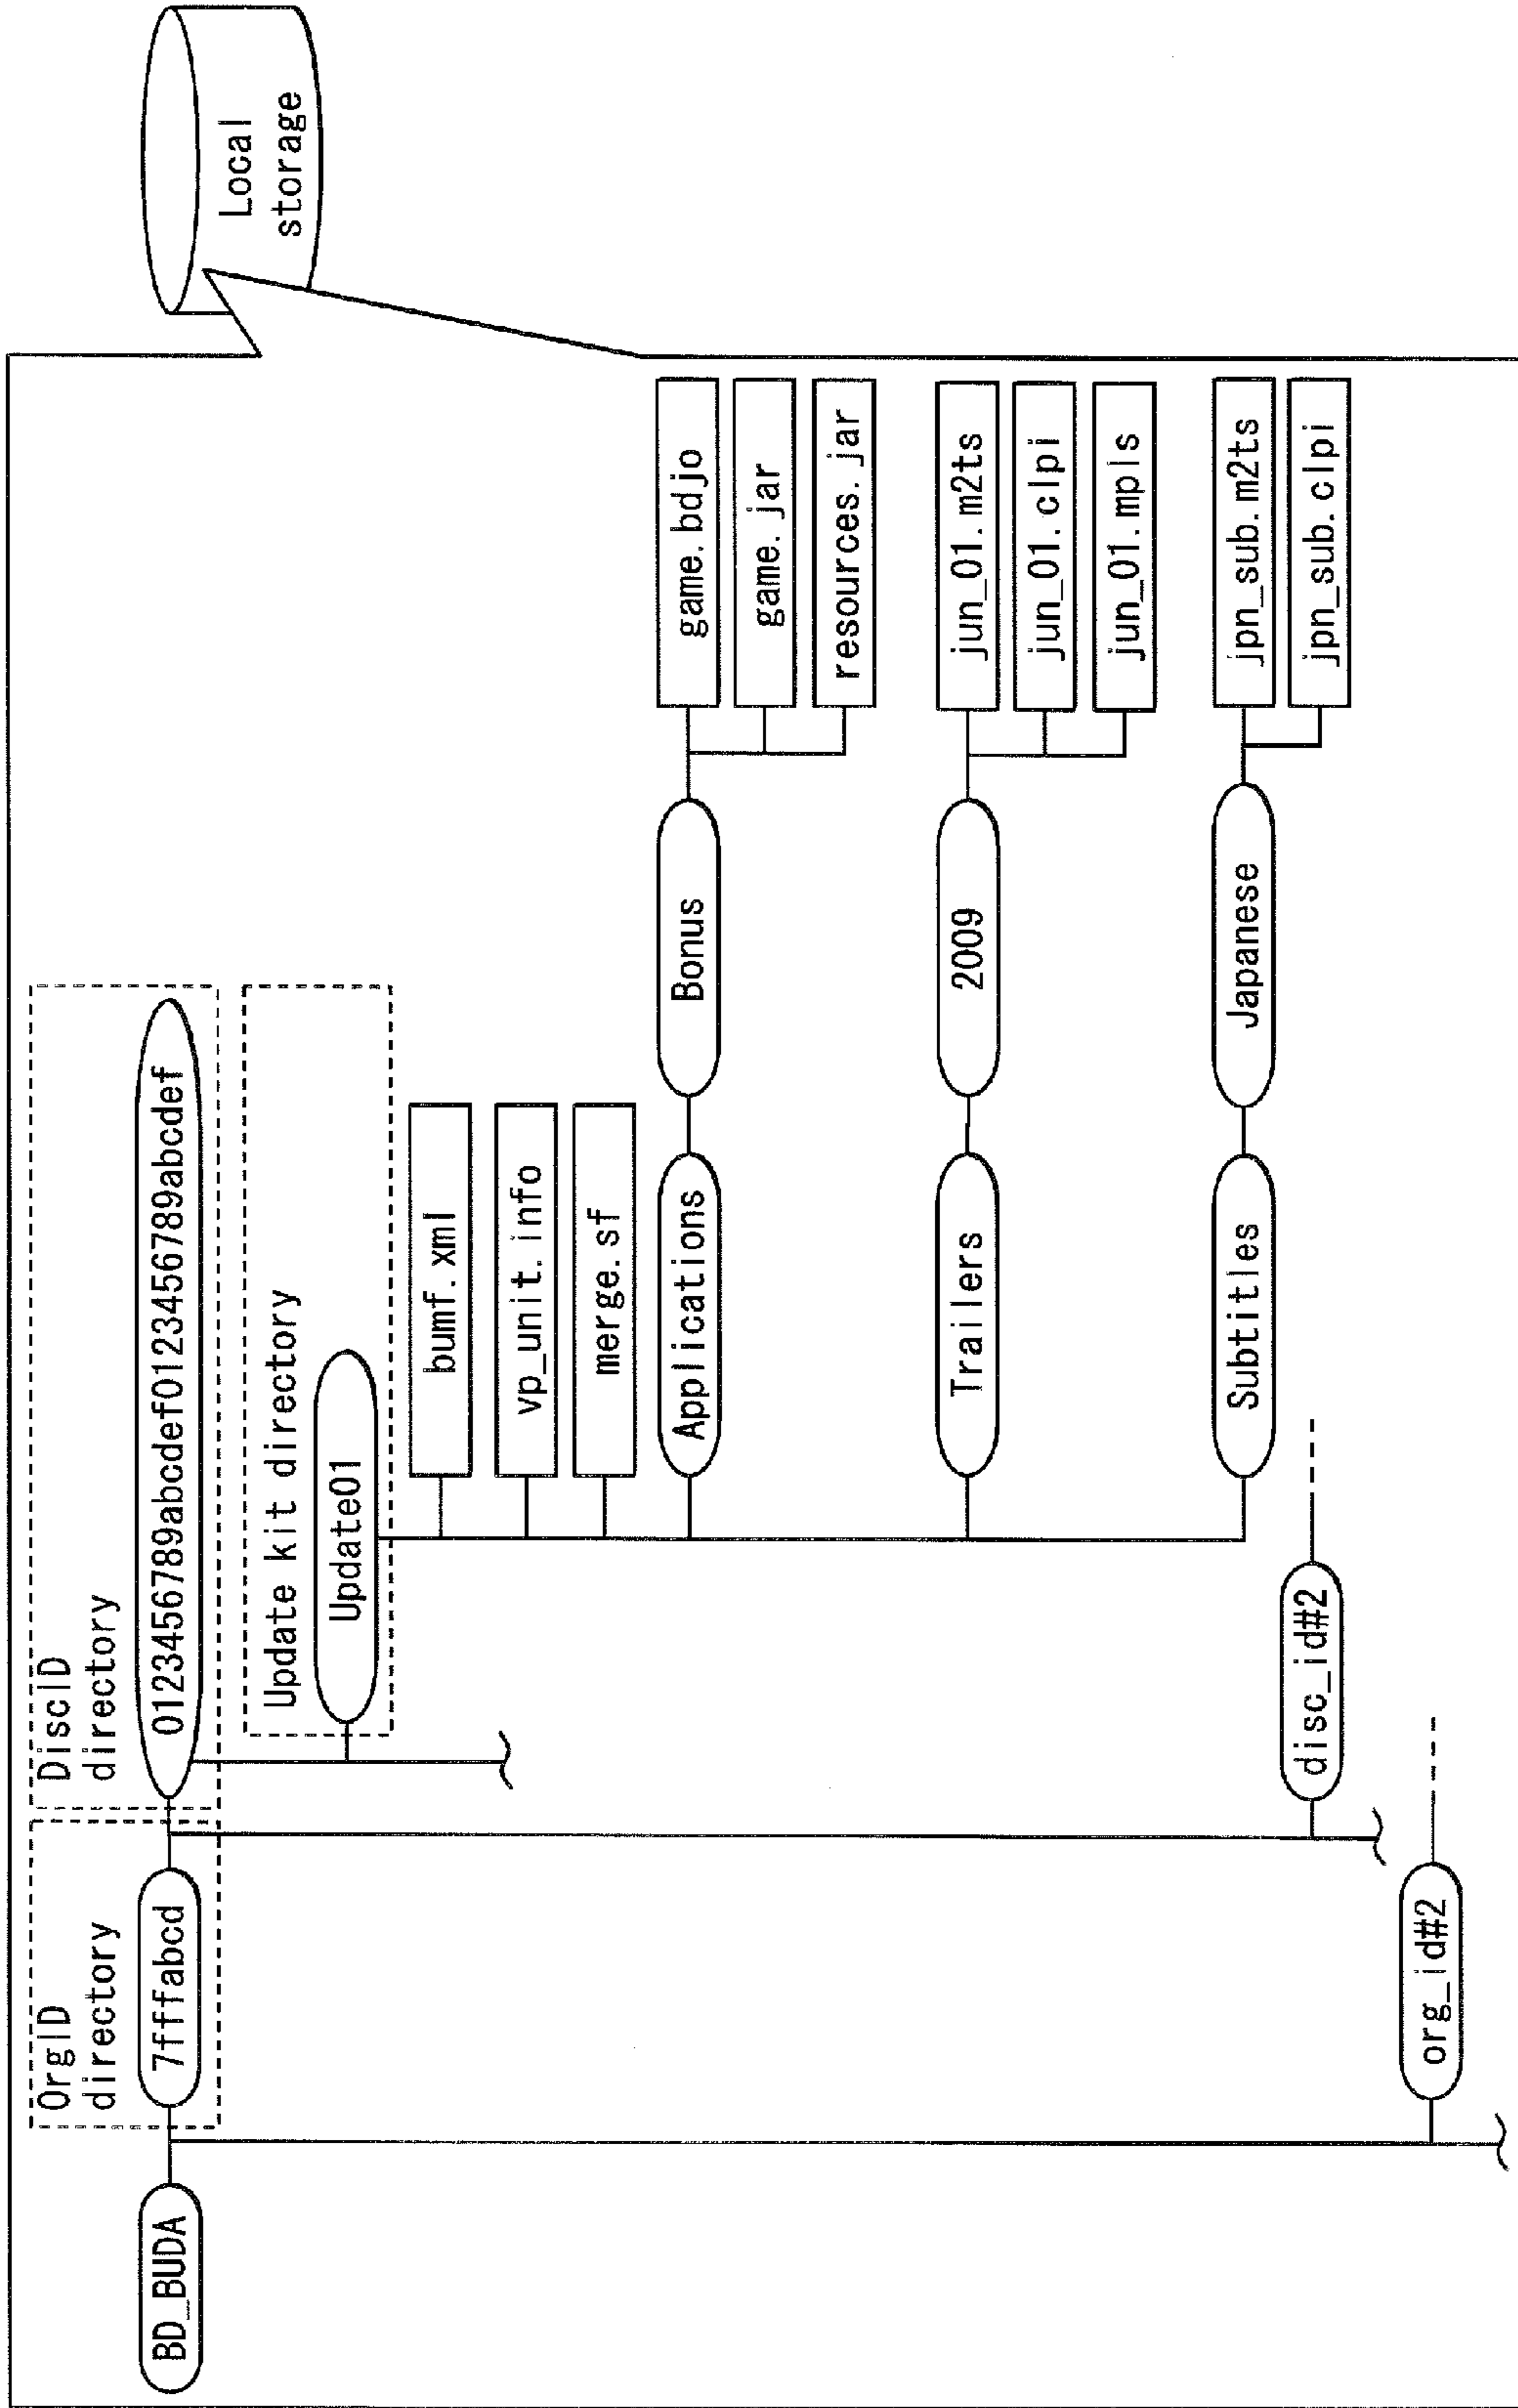 Local
storage
OrgID
directory
DiscID
directory
BD_BUDA
7fffabcd
0123456789abcdef0123456789abcdef
Update kit directory
Update01
bumf.xml
vp_unit.info
merge.sf
Applications
Bonus
game.bdjo
game.jar
resources.jar
Trailers
2009
jun_01.m2ts
jun_01.clpi
jun_01.mpls
Subtitles
Japanese
jpn_sub.m2ts
jpn_sub.clpi
disc_id#2
org_id#2